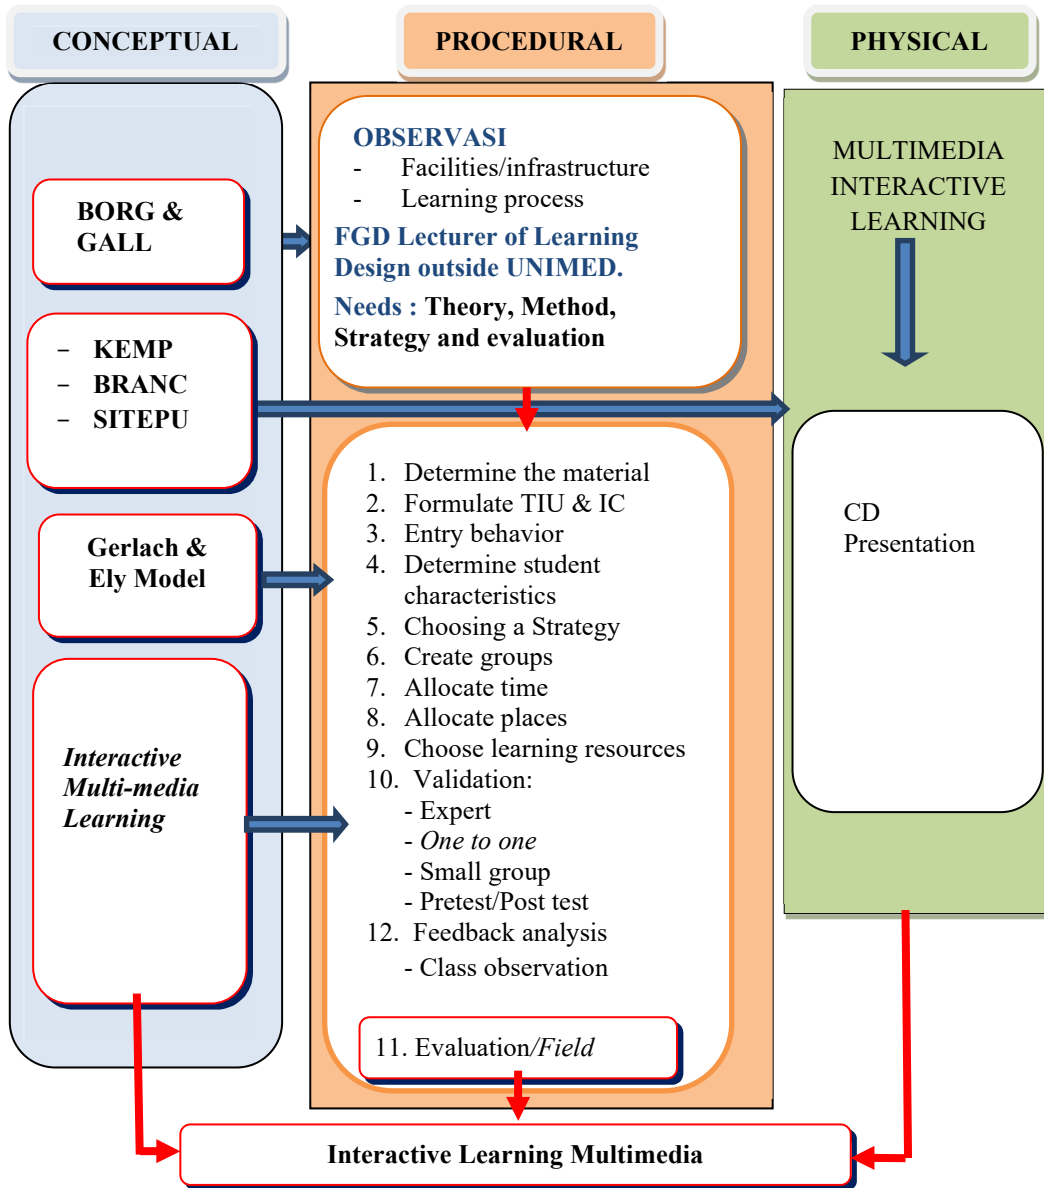 CONCEPTUAL
PROCEDURAL
PHYSICAL
BORG &
GALL
- KEMP
- BRANC
- SITEPU
Gerlach &
Ely Model
Interactive
Multi-media
Learning
OBSERVASI
- Facilities/infrastructure
- Learning process
FGD Lecturer of Learning
Design outside UNIMED.
Needs : Theory, Method,
Strategy and evaluation
1. Determine the material
2. Formulate TIU & IC
3. Entry behavior
4. Determine student
characteristics
5. Choosing a Strategy
6. Create groups
7. Allocate time
8. Allocate places
9. Choose learning resources
10. Validation:
- Expert
- One to one
- Small group
- Pretest/Post test
12. Feedback analysis
- Class observation
11. Evaluation/Field
MULTIMEDIA
INTERACTIVE
LEARNING
CD
Presentation
Interactive Learning Multimedia